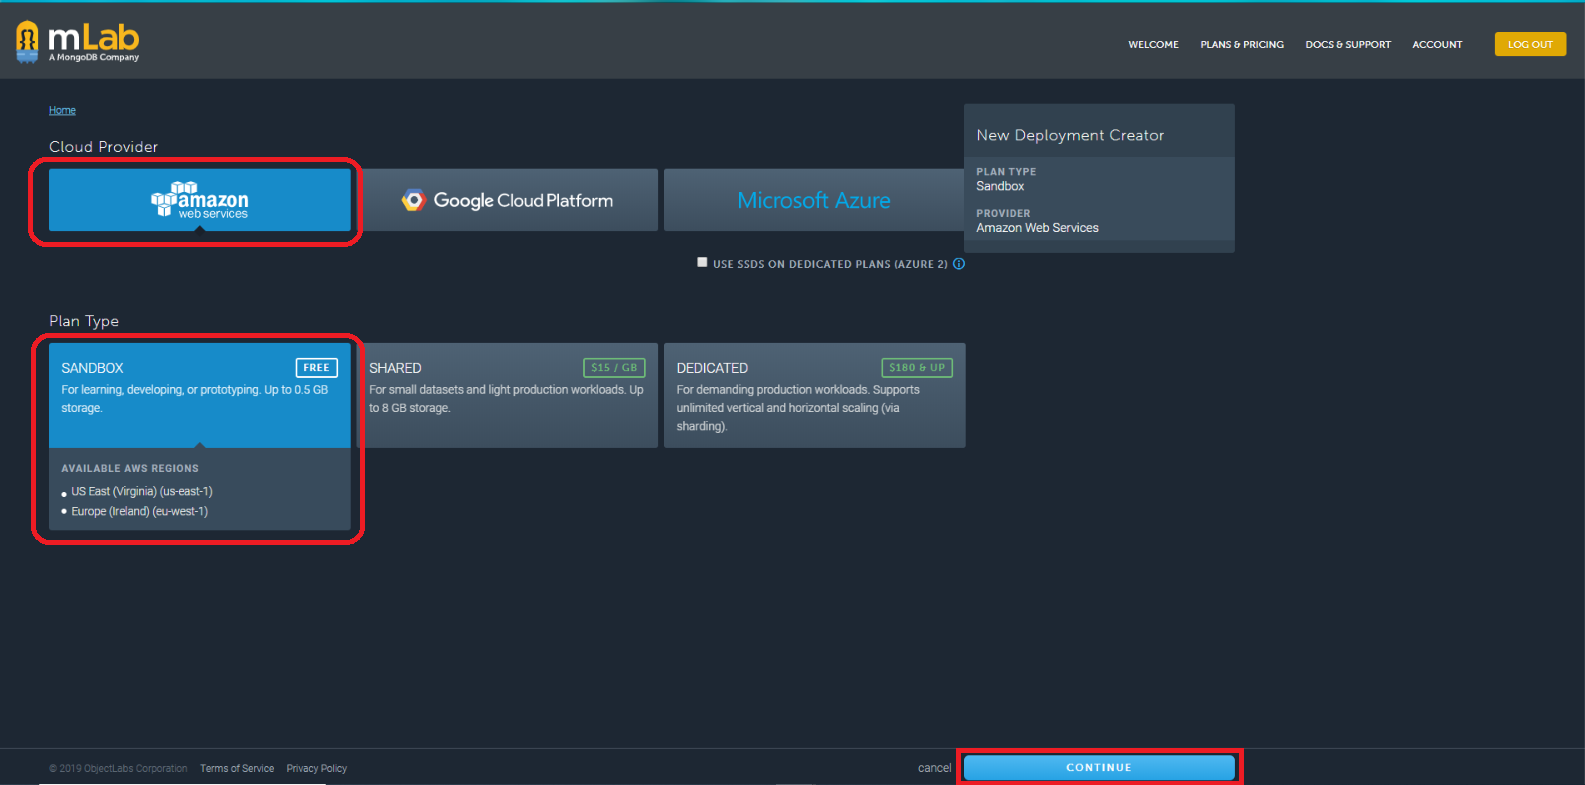 mLab
A MongoDB Company
WELCOME
PLANS & PRICING
DOCS & SUPPORT
ACCOUNT
LOG OUT
Home
Cloud Provider
amazon
web services
Google Cloud Platform
Microsoft Azure
USE SSDS ON DEDICATED PLANS (AZURE 2)
New Deployment Creator
PLAN TYPE
Sandbox
PROVIDER
Amazon Web Services
Plan Type
SANDBOX
FREE
For learning, developing, or prototyping. Up to 0.5 GB
storage.
AVAILABLE AWS REGIONS
US East (Virginia) (us-east-1)
Europe (Ireland) (eu-west-1)
SHARED
$15 / GB
For small datasets and light production workloads. Up
to 8 GB storage.
DEDICATED
$180 & UP
For demanding production workloads. Supports
unlimited vertical and horizontal scaling (via
sharding).
© 2019 ObjectLabs Corporation
Terms of Service
Privacy Policy
cancel
CONTINUE